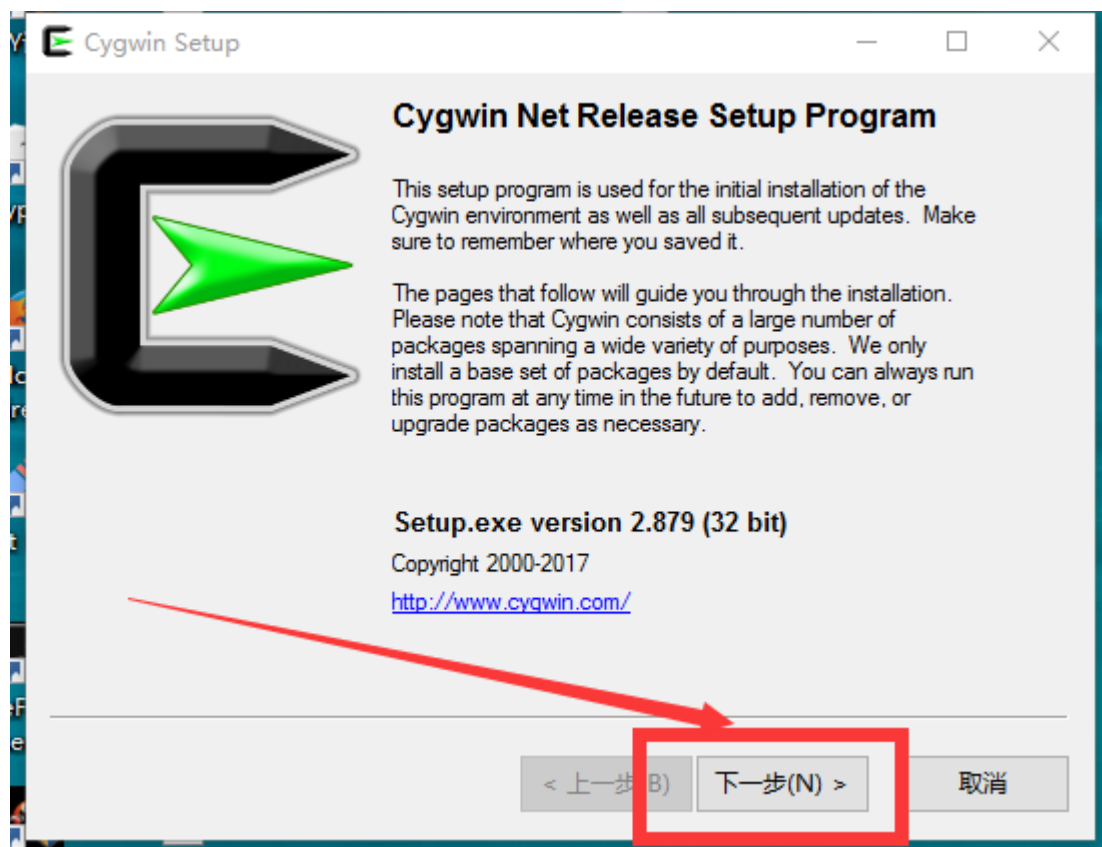 Cygwin Setup
Cygwin Net Release Setup Program
This setup program is used for the initial installation of the
Cygwin environment as well as all subsequent updates.  Make
sure to remember where you saved it.
The pages that follow will guide you through the installation.
Please note that Cygwin consists of a large number of
packages spanning a wide variety of purposes.  We only
install a base set of packages by default.  You can always run
this program at any time in the future to add, remove, or
upgrade packages as necessary.
Setup.exe version 2.879 (32 bit)
Copyright 2000-2017
http://www.cygwin.com/
< 上一步(B) 下一步(N) > 取消